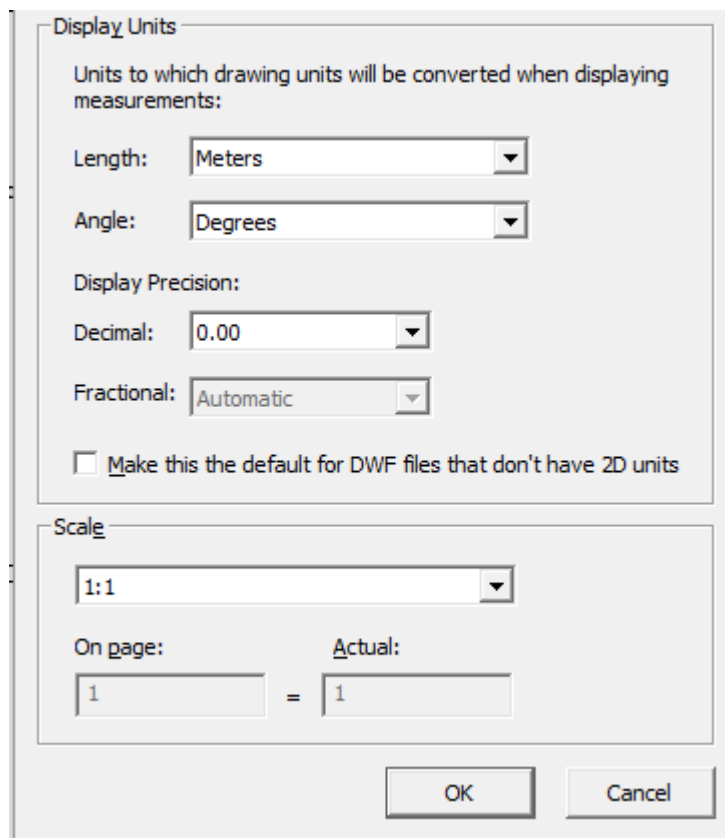 Display Units
Units to which drawing units will be converted when displaying
measurements:
Length: Meters
Angle: Degrees
Display Precision:
Decimal: 0.00
Fractional: Automatic
Make this the default for DWF files that don't have 2D units
Scale
1:1
On page: Actual:
1 = 1
OK Cancel